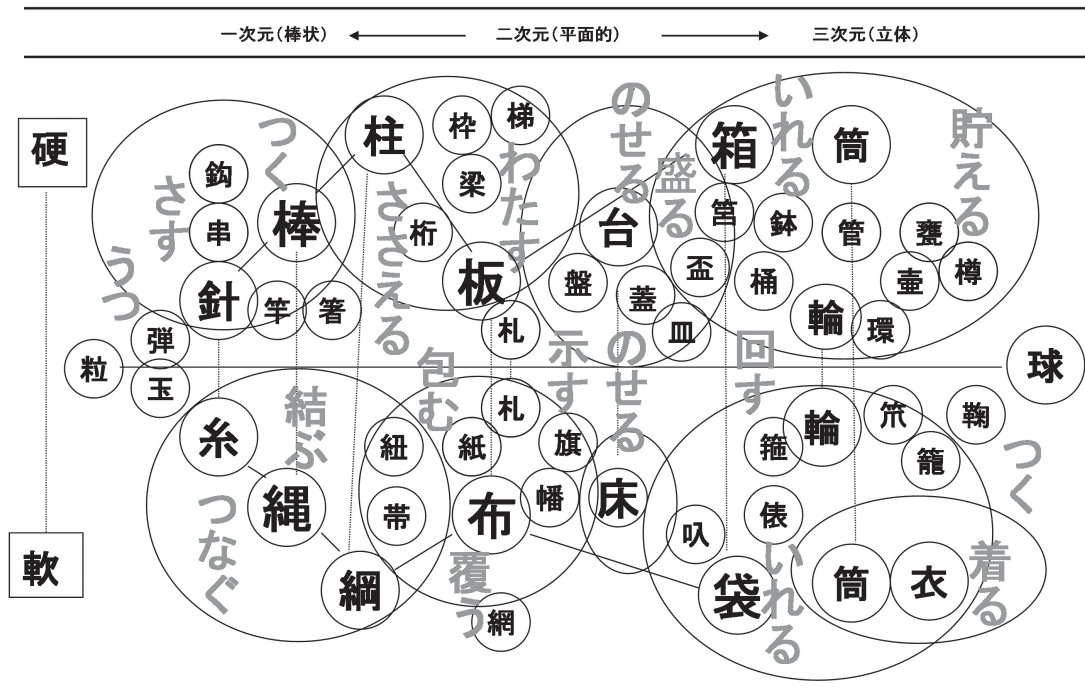 一次元（棒状）
二次元（平面的）
三次元（立体）
硬
軟
つく
さす
うつ
鈎
串
棒
針
竿
箸
弾
玉
粒
柱
枠
梯
梁
桁
板
札
わたす
ささえる
のせる
盛る
台
盤
蓋
皿
盃
いれる
貯える
箱
筒
筥
鉢
管
甕
桶
壷
樽
輪
環
球
結ぶ
つなぐ
糸
縄
綱
包む
覆う
示す
紐
帯
紙
札
旗
幡
布
網
のせる
床
回す
箍
輪
笊
籠
鞠
つく
俵
叺
袋
いれる
筒
衣
着る